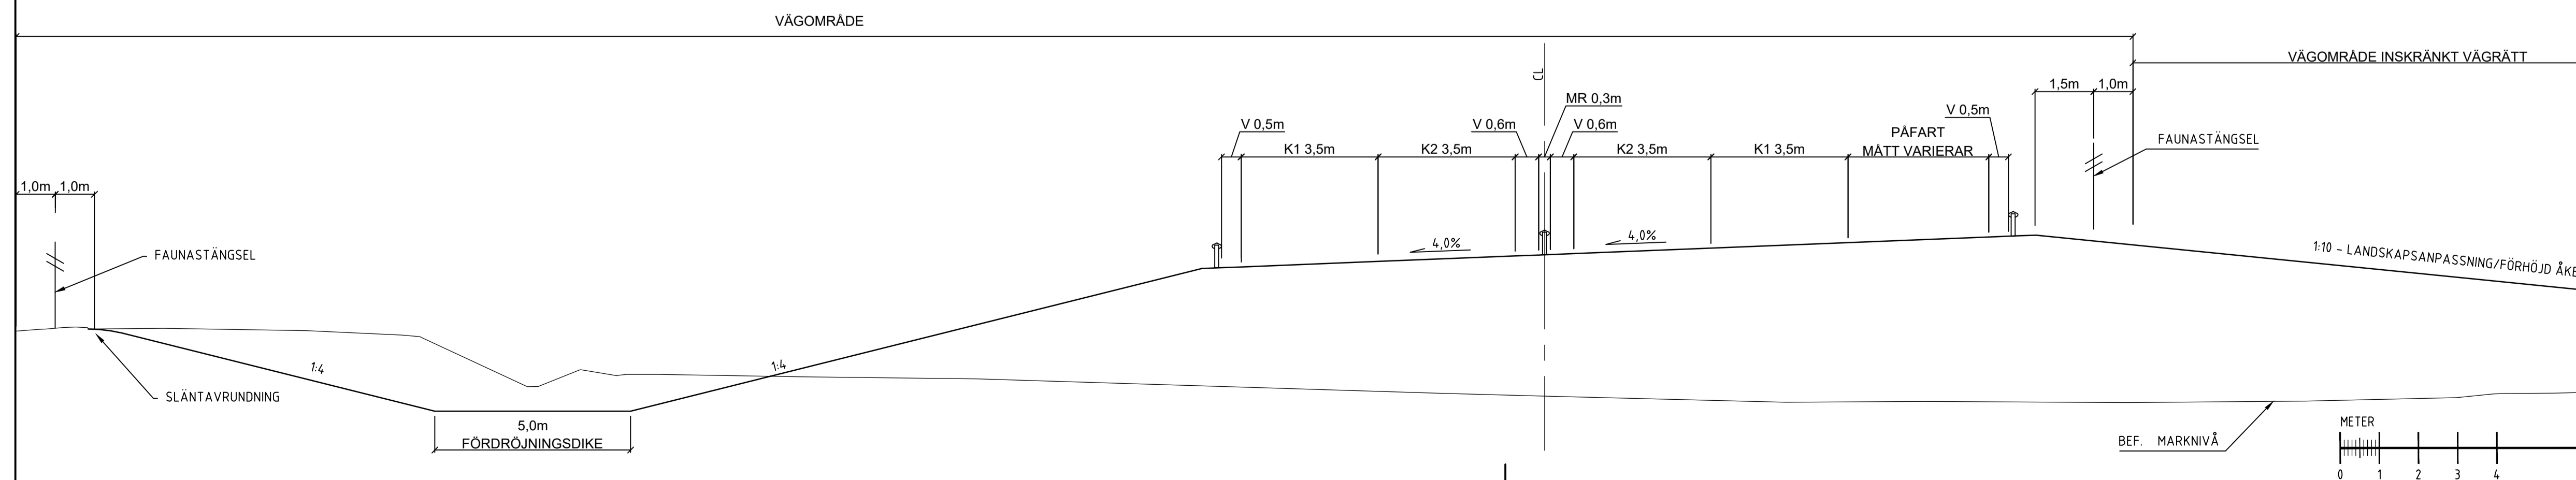 VÄGOMRÅDE
VÄGOMRÅDE INSKRÄNKT VÄGRÄTT
CL
1,5m 1,0m
MR 0,3m
V 0,5m
V 0,5m V 0,6m V 0,6m
PÅFART
MÅTT VARIERAR
FAUNASTÄNGSEL
K1 3,5m K2 3,5m K2 3,5m K1 3,5m
1,0m 1,0m
4,0% 4,0%
FAUNASTÄNGSEL
1:10 - LANDSKAPSANPASSNING/FÖRHÖJD
1:4 1:4
SLÄNTAVRUNDNING
5,0m
FÖRDRÖJNINGSDIKE
BEF. MARKNIVÅ
METER
0 1 2 3 4